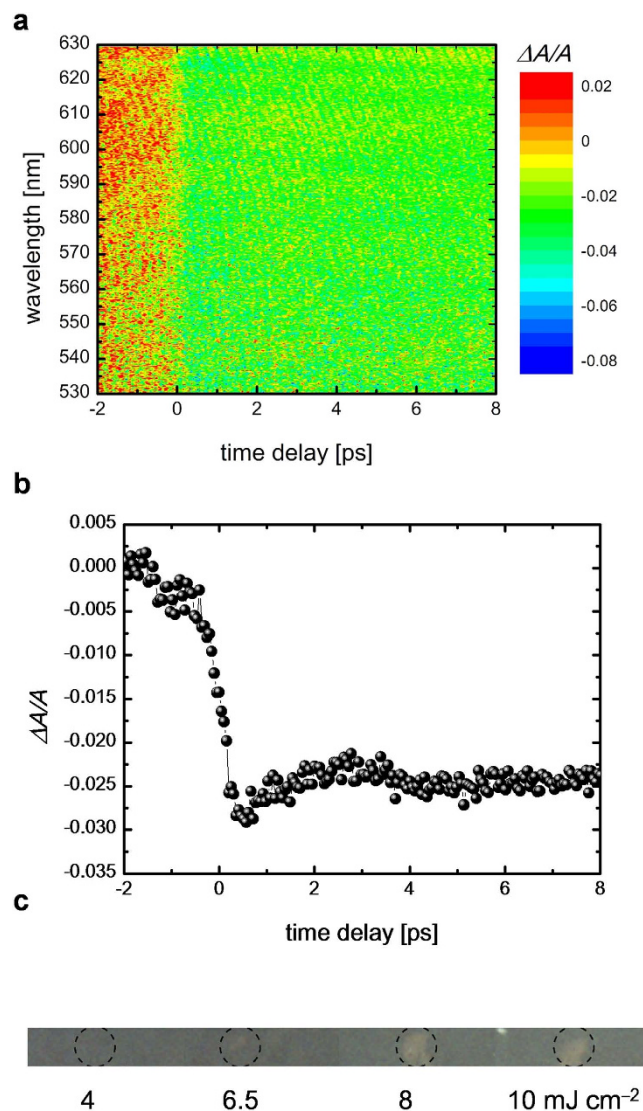 a
ΔA/A
630
620
610
600
590
580
570
560
550
540
530
wavelength [nm]
0.02
0
-0.02
-0.04
-0.06
-0.08
-2 0 2 4 6 8
time delay [ps]
b
0.005
0.000
-0.005
-0.010
-0.015
-0.020
-0.025
-0.030
-0.035
ΔA/A
-2 0 2 4 6 8
time delay [ps]
c
4 6.5 8 10 mJ cm⁻²